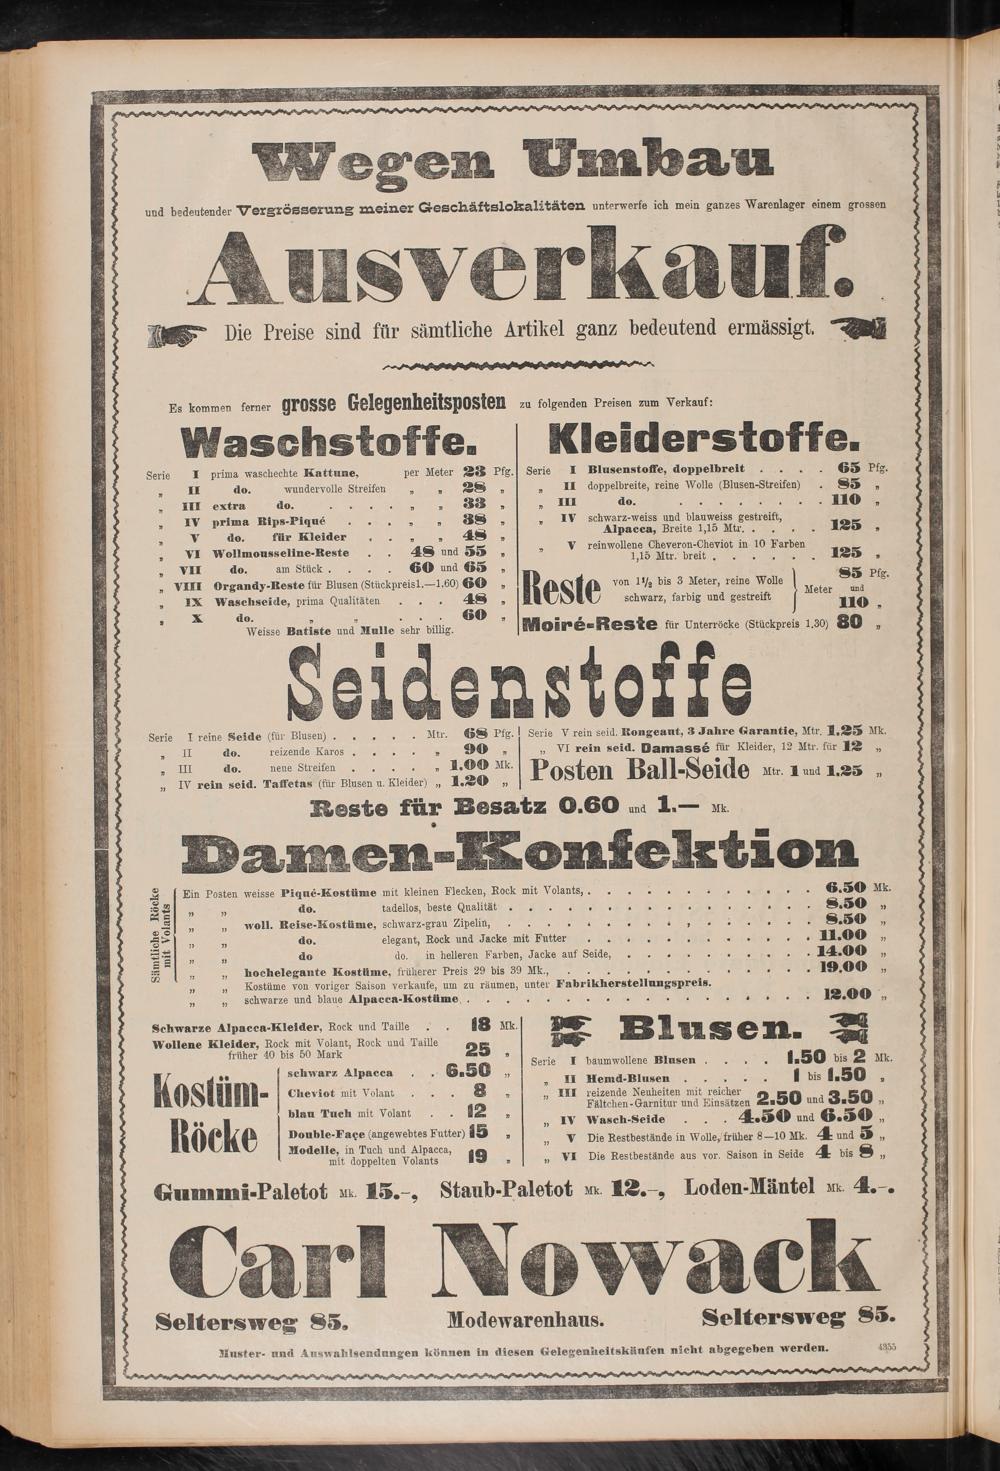 Wegen Umbau
und bedeutender Vergrösserung meiner Geschäftslokalitäten unterwerfe ich mein ganzes Warenlager einem grossen
Ausverkauf.
Die Preise sind für sämtliche Artikel ganz bedeutend ermässigt.
Es kommen ferner grosse Gelegenheitsposten zu folgenden Preisen zum Verkauf:
Waschstoffe.
Serie I prima waschechte Kattune, per Meter 23 Pfg.
„ II do. wundervolle Streifen „ „ 28 „
„ III extra do. . . . . „ „ 33 „
„ IV prima Rips-Piqué . . . „ „ 38 „
„ V do. für Kleider . . „ „ 48 „
„ VI Wollmousseline-Reste . . 48 und 55 „
„ VII do. am Stück . . . . 60 und 65 „
„ VIII Organdy-Reste für Blusen (Stückpreis 1.—1.60) 60 „
„ IX Waschseide, prima Qualitäten . . . 48 „
„ X do. „ „ . . . 60 „
Weisse Batiste und Mulle sehr billig.
Kleiderstoffe.
Serie I Blusenstoffe, doppelbreit . . . . 65 Pfg.
„ II doppelbreite, reine Wolle (Blusen-Streifen) . 85 „
„ III do. . . . . . . . . 110 „
„ IV schwarz-weiss und blauweiss gestreift,
Alpacca, Breite 1,15 Mtr. . . . . 125 „
„ V reinwollene Cheveron-Cheviot in 10 Farben
1,15 Mtr. breit . . . . . . 125 „
Reste von 1½ bis 3 Meter, reine Wolle
schwarz, farbig und gestreift } Meter 85 Pfg.
und
110 „
Moiré-Reste für Unterröcke (Stückpreis 1,30) 80 „
Seidenstoffe
Serie I reine Seide (für Blusen) . . . . . Mtr. 68 Pfg.
„ II do. reizende Karos . . . . „ 90 „
„ III do. neue Streifen . . . . „ 1.00 Mk.
„ IV rein seid. Taffetas (für Blusen u. Kleider) „ 1.20 „
Serie V rein seid. Rongeant, 3 Jahre Garantie, Mtr. 1.25 Mk.
„ VI rein seid. Damassé für Kleider, 12 Mtr. für 12 „
Posten Ball-Seide Mtr. 1 und 1.25 „
Reste für Besatz 0.60 und 1.— Mk.
Damen-Konfektion
Sämtliche Röcke
mit Volants
Ein Posten weisse Piqué-Kostüme mit kleinen Flecken, Rock mit Volants, . . . . . . . . . . . 6.50 Mk.
„ „ do. tadellos, beste Qualität . . . . . . . . . . . . . . 8.50 „
„ „ woll. Reise-Kostüme, schwarz-grau Zipelin, . . . . . . . . . . . . . . 8.50 „
„ „ do. elegant, Rock und Jacke mit Futter . . . . . . . . . . . 11.00 „
„ „ do do. in helleren Farben, Jacke auf Seide, . . . . . . . . . . 14.00 „
„ „ hochelegante Kostüme, früherer Preis 29 bis 39 Mk., . . . . . . . . . . . . 19.00 „
„ „ Kostüme von voriger Saison verkaufe, um zu räumen, unter Fabrikherstellungspreis.
„ „ schwarze und blaue Alpacca-Kostüme . . . . . . . . . . . . . . . . 12.00 „
Schwarze Alpacca-Kleider, Rock und Taille . . 18 Mk.
Wollene Kleider, Rock mit Volant, Rock und Taille
früher 40 bis 50 Mark 25 „
Kostüm-
Röcke
schwarz Alpacca . . 6.50 „
Cheviot mit Volant . . . 8 „
blau Tuch mit Volant . . 12 „
Double-Façe (angewebtes Futter) 15 „
Modelle, in Tuch und Alpacca,
mit doppelten Volants 19 „
Blusen.
Serie I baumwollene Blusen . . . . 1.50 bis 2 Mk.
„ II Hemd-Blusen . . . . . 1 bis 1.50 „
„ III reizende Neuheiten mit reicher
Fältchen-Garnitur und Einsätzen 2.50 und 3.50 „
„ IV Wasch-Seide . . . 4.50 und 6.50 „
„ V Die Restbestände in Wolle, früher 8—10 Mk. 4 und 5 „
„ VI Die Restbestände aus vor. Saison in Seide 4 bis 8 „
Gummi-Paletot Mk. 15.-, Staub-Paletot Mk. 12.-, Loden-Mäntel Mk. 4.-.
Carl Nowack
Seltersweg 85. Modewarenhaus. Seltersweg 85.
Muster- und Auswahlsendungen können in diesen Gelegenheitskäufen nicht abgegeben werden. 4355